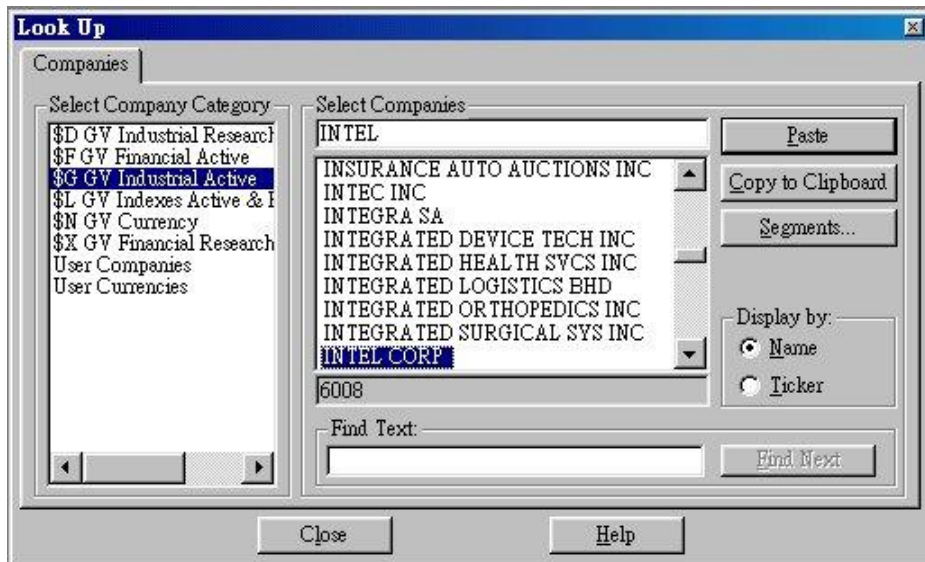 Look Up
Companies
Select Company Category
$D GV Industrial Research
$F GV Financial Active
$G GV Industrial Active
$L GV Indexes Active &
$N GV Currency
$X GV Financial Research
User Companies
User Currencies
Select Companies
INTEL
INSURANCE AUTO AUCTIONS INC
INTEC INC
INTEGRA SA
INTEGRATED DEVICE TECH INC
INTEGRATED HEALTH SVCS INC
INTEGRATED LOGISTICS BHD
INTEGRATED ORTHOPEDICS INC
INTEGRATED SURGICAL SYS INC
INTEL CORP
6008
Find Text:
Find Next
Paste
Copy to Clipboard
Segments...
Display by:
Name
Ticker
Close
Help